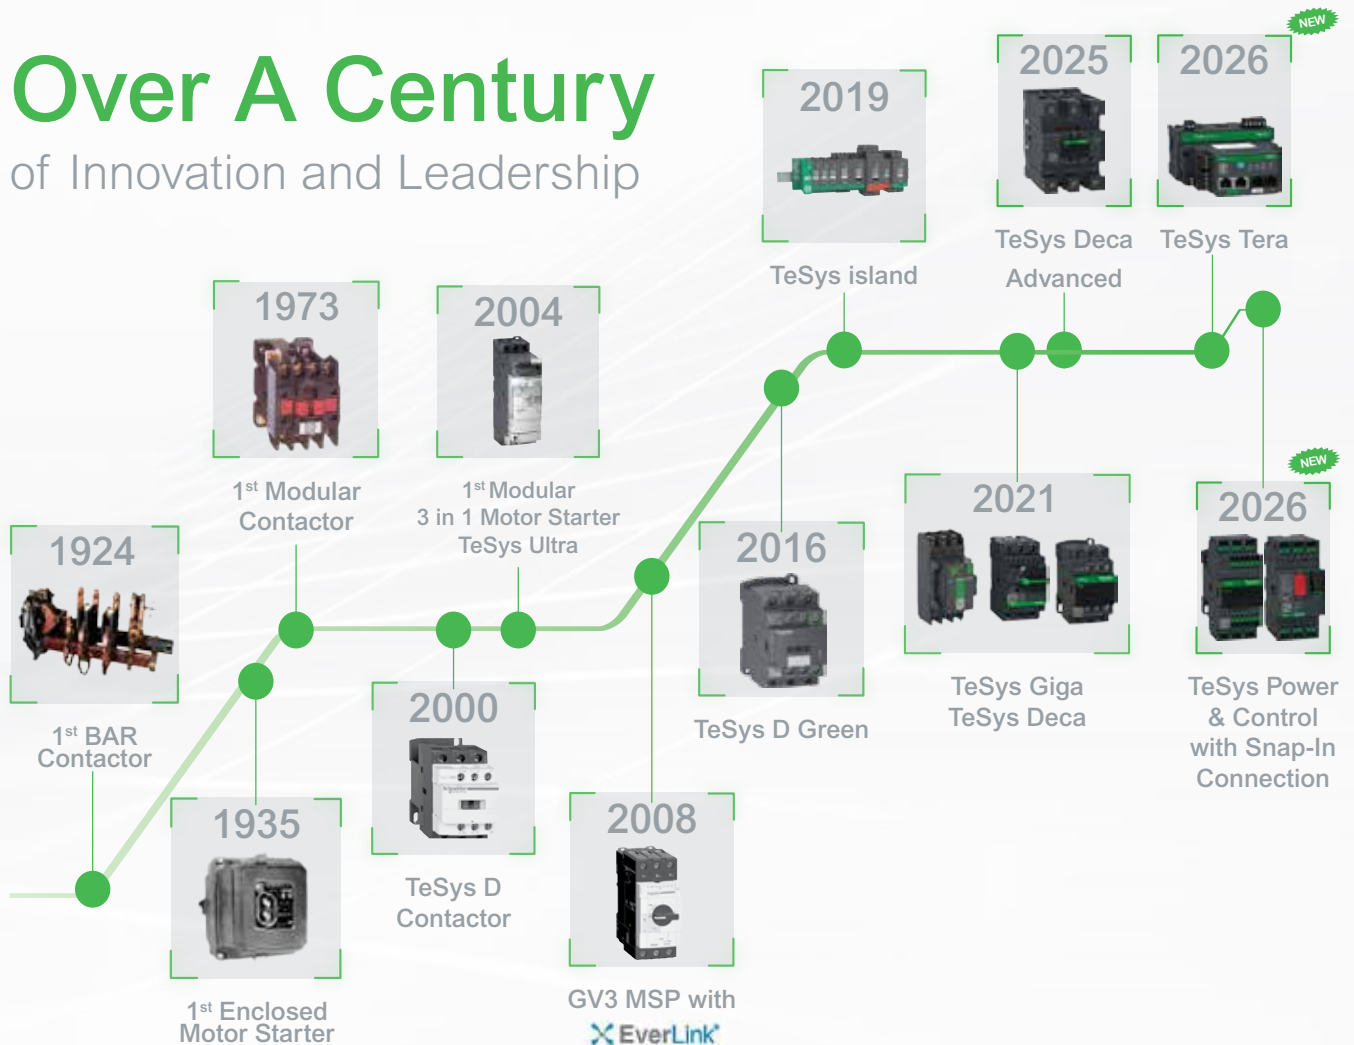 Over A Century
of Innovation and Leadership
1924
1st BAR
Contactor
1935
1st Enclosed
Motor Starter
1973
1st Modular
Contactor
2000
TeSys D
Contactor
2004
1st Modular
3 in 1 Motor Starter
TeSys Ultra
2008
GV3 MSP with
EverLink
2016
TeSys D Green
2019
TeSys island
2021
TeSys Giga
TeSys Deca
2025
TeSys Deca
Advanced
NEW
2026
TeSys Tera
NEW
2026
TeSys Power
& Control
with Snap-In
Connection